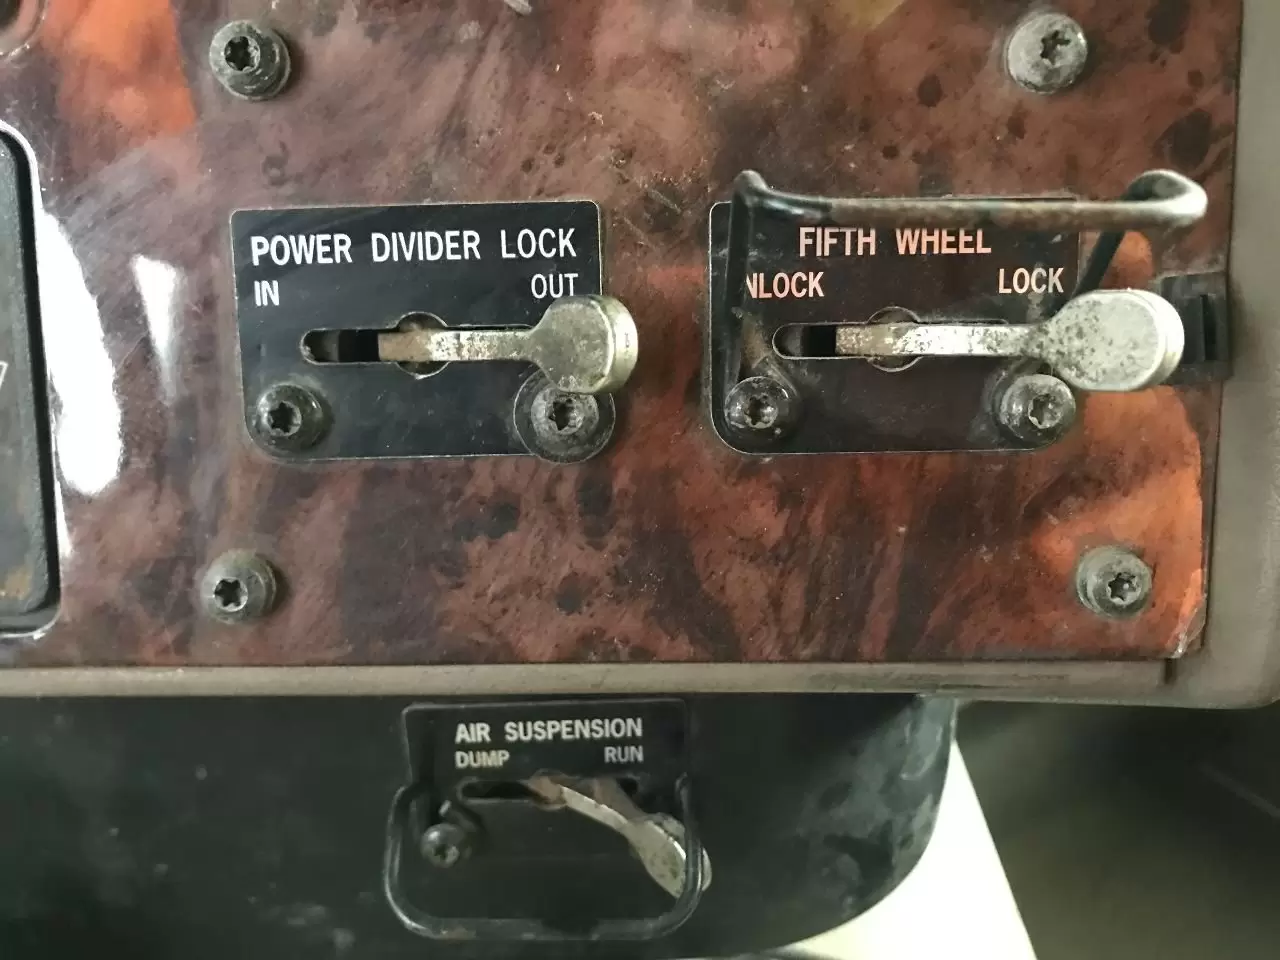 POWER DIVIDER LOCK
IN OUT
FIFTH WHEEL
NLOCK LOCK
AIR SUSPENSION
DUMP RUN